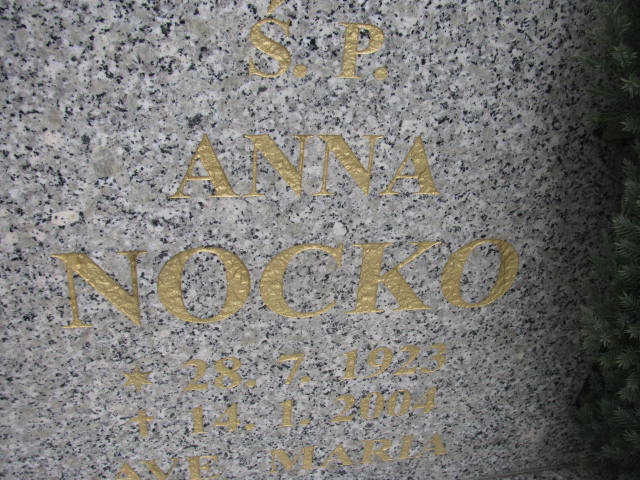 Ś. P.
ANNA
NOCKO
* 28. 7. 1923
+ 14. 1. 2004
AVE MARIA